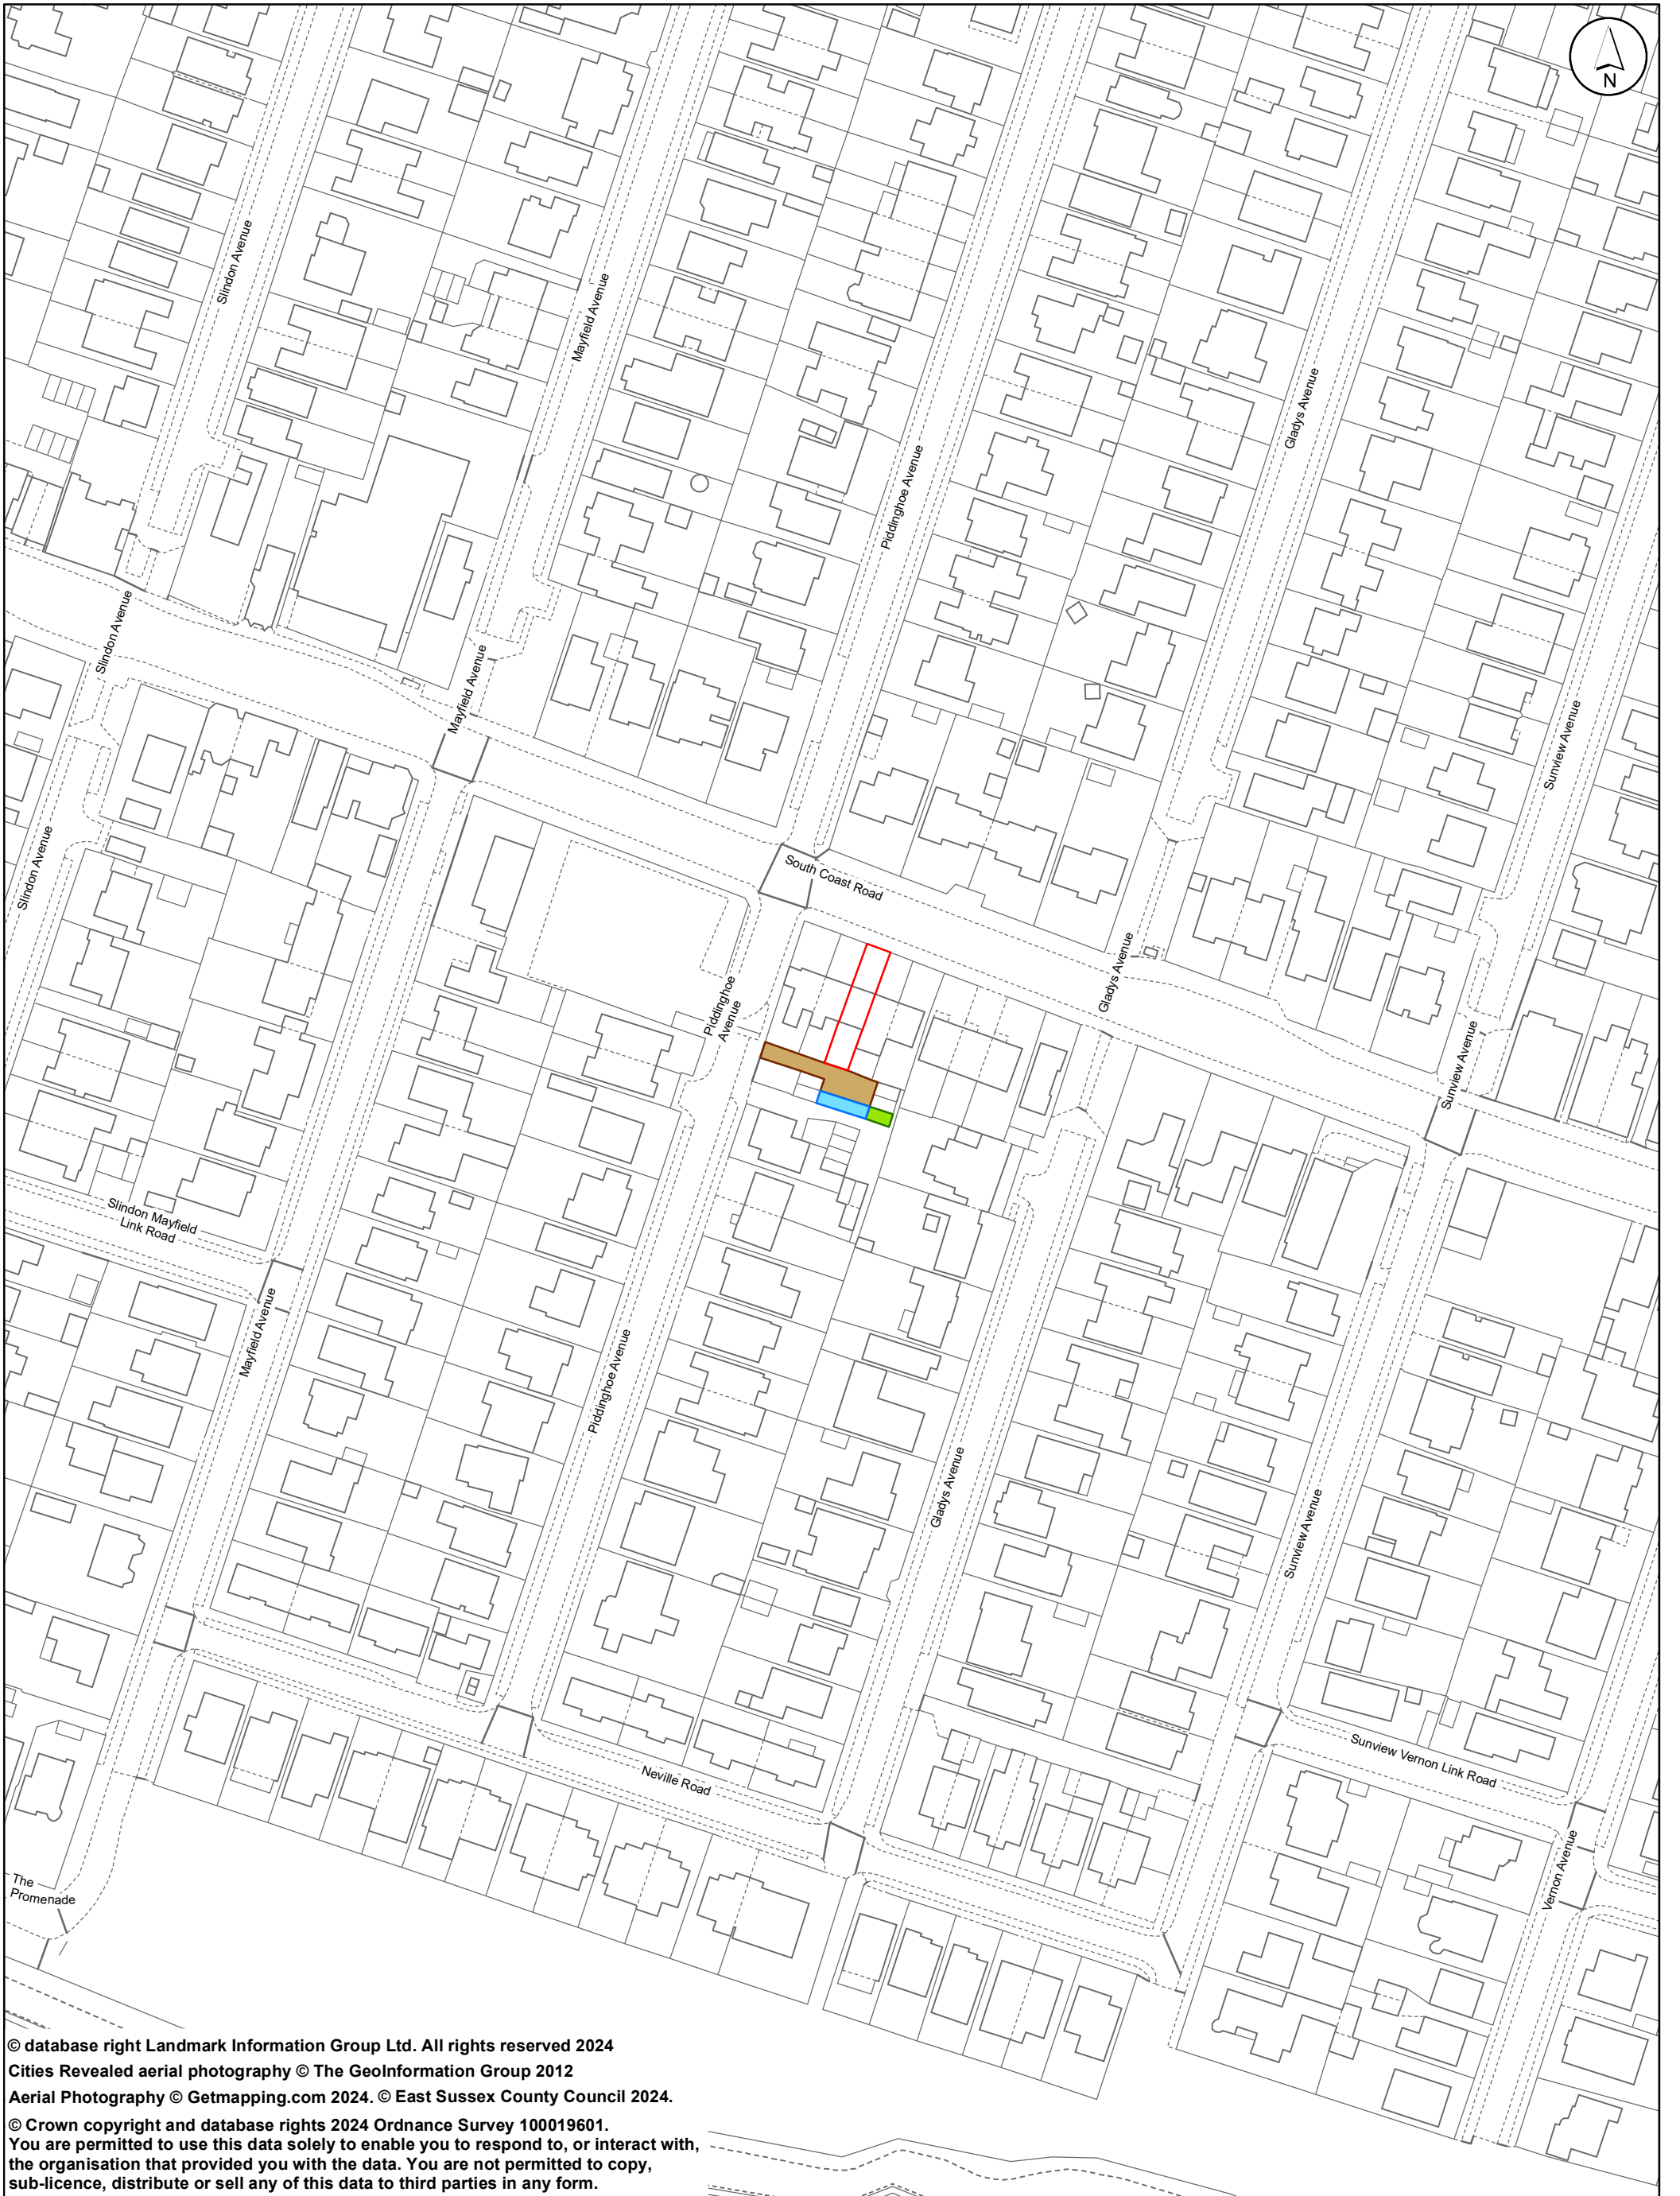 N
Slindon Avenue
Mayfield Avenue
Gladys Avenue
Piddinghoe Avenue
Slindon Avenue
Mayfield Avenue
Sunview Avenue
South Coast Road
Slindon Avenue
Gladys Avenue
Piddinghoe
Avenue
Sunview Avenue
Slindon Mayfield
Link Road
Mayfield Avenue
Piddinghoe Avenue
Gladys Avenue
Sunview Avenue
Neville Road
Sunview Vernon Link Road
Vernon Avenue
The
Promenade
© database right Landmark Information Group Ltd. All rights reserved 2024
Cities Revealed aerial photography © The GeoInformation Group 2012
Aerial Photography © Getmapping.com 2024. © East Sussex County Council 2024.
© Crown copyright and database rights 2024 Ordnance Survey 100019601.
You are permitted to use this data solely to enable you to respond to, or interact with,
the organisation that provided you with the data. You are not permitted to copy,
sub-licence, distribute or sell any of this data to third parties in any form.